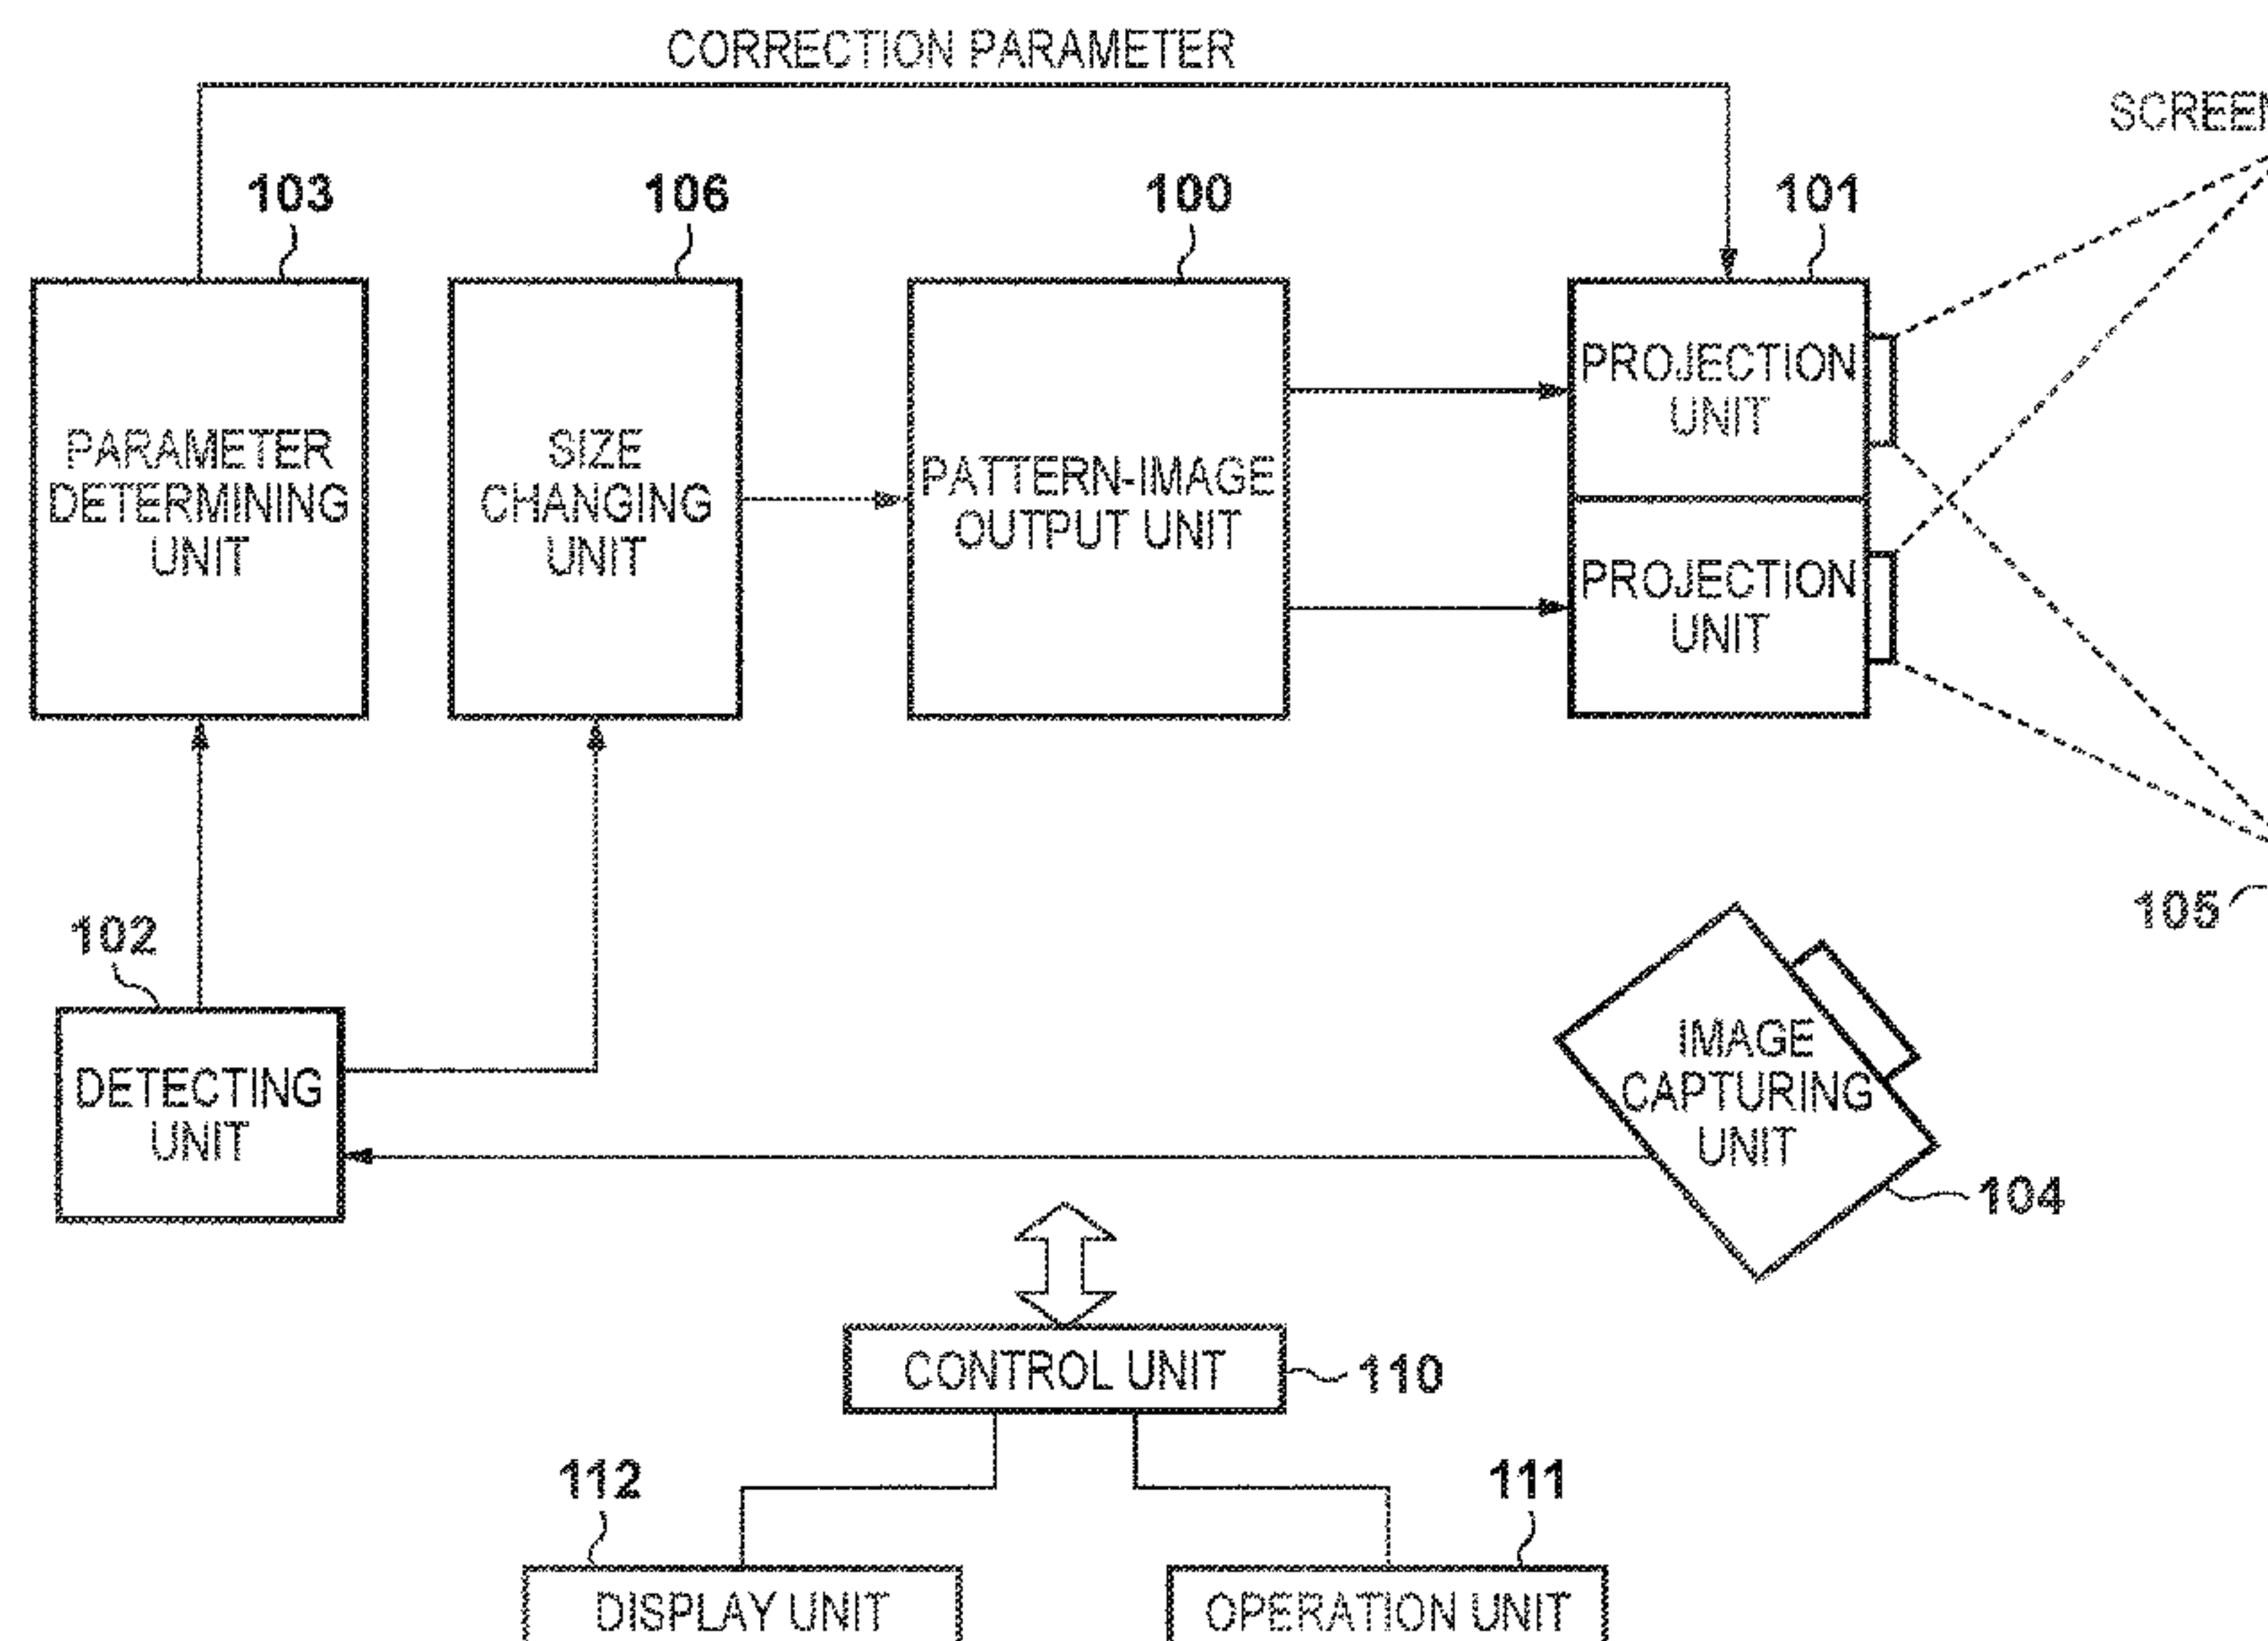 CORRECTION PARAMETER
SCREEN
103
106
100
101
PARAMETER
DETERMINING
UNIT
SIZE
CHANGING
UNIT
PATTERN-IMAGE
OUTPUT UNIT
PROJECTION
UNIT
PROJECTION
UNIT
105
102
DETECTING
UNIT
IMAGE
CAPTURING
UNIT
104
CONTROL UNIT
110
112
111
DISPLAY UNIT
OPERATION UNIT